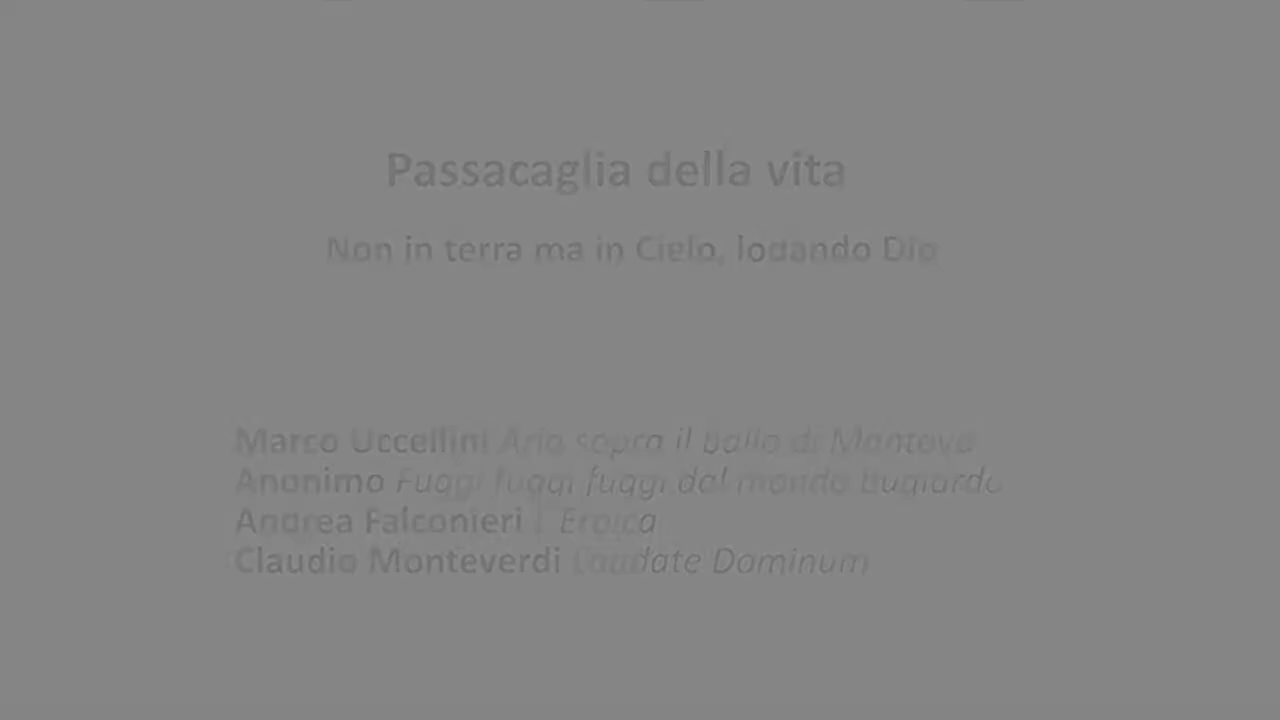 Passacaglia della vita
Non in terra ma in Cielo, lodando Dio
Marco Uccellini Aria sopra il ballo di Mantova
Anonimo Fuggi fuggi fuggi dal mondo bugiardo
Andrea Falconieri L'Eroica
Claudio Monteverdi Laudate Dominum